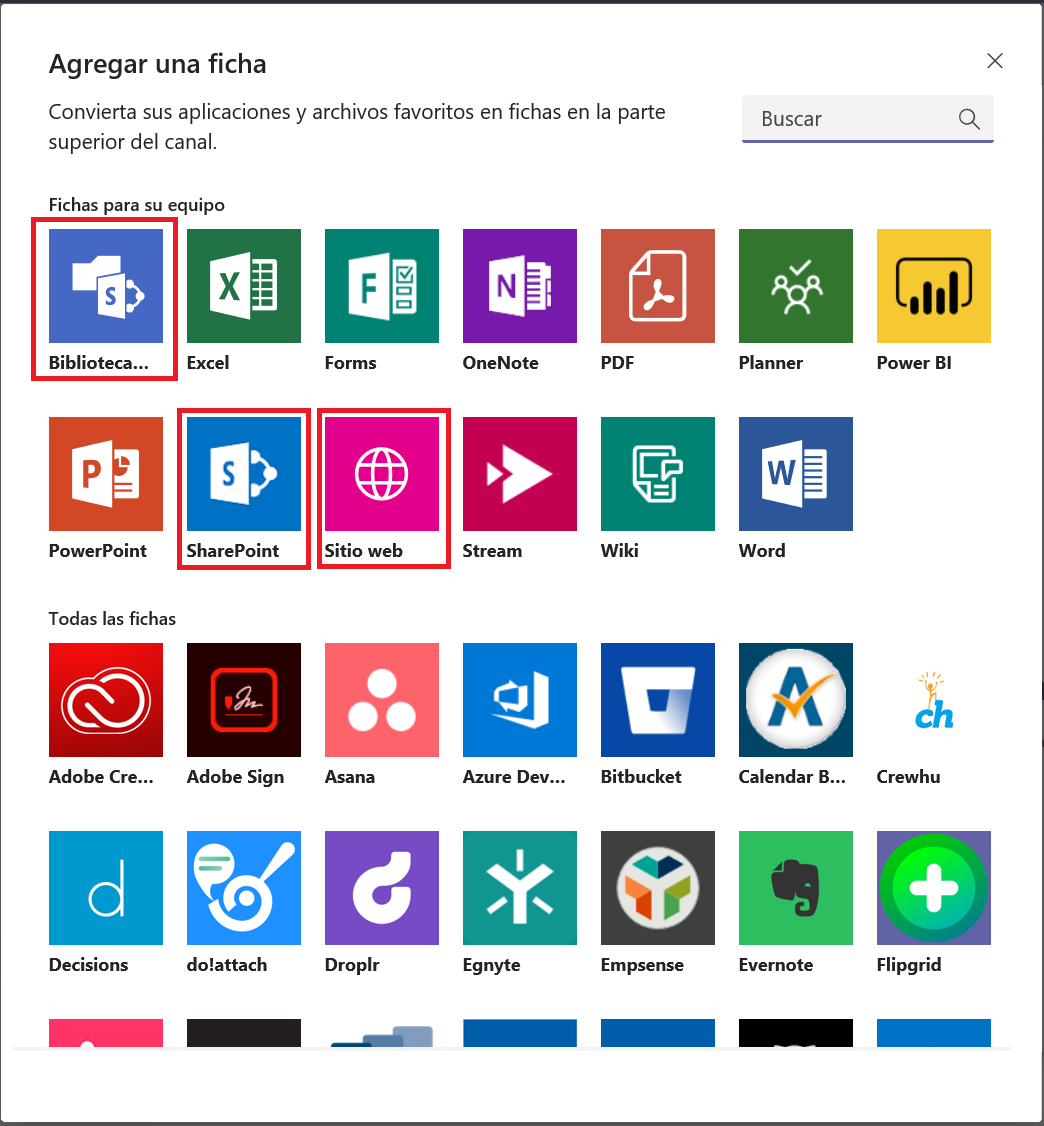 Agregar una ficha
Convierta sus aplicaciones y archivos favoritos en fichas en la parte
superior del canal.
Buscar
Fichas para su equipo
Biblioteca... Excel Forms OneNote PDF Planner Power BI
PowerPoint SharePoint Sitio web Stream Wiki Word
Todas las fichas
Adobe Cre... Adobe Sign Asana Azure Dev... Bitbucket Calendar B... Crewhu
Decisions do!attach Droplr Egnyte Empsense Evernote Flipgrid